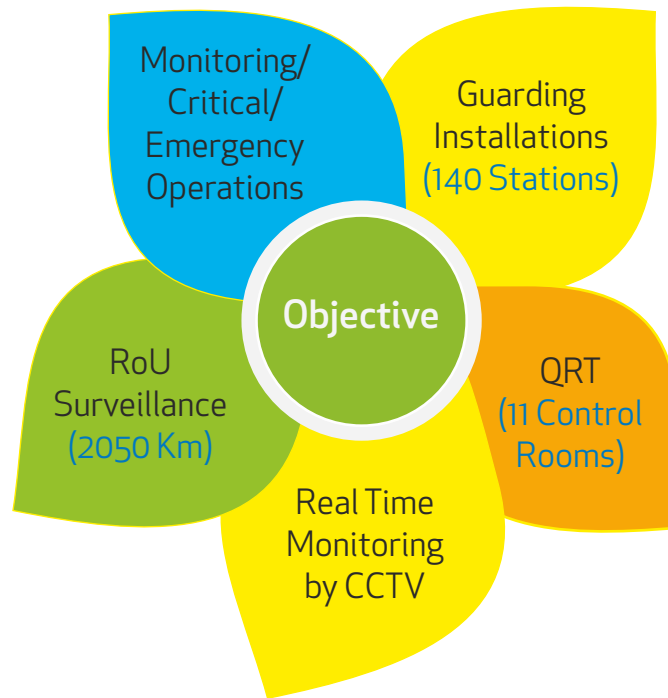 Monitoring/
Critical/
Emergency
Operations
Guarding
Installations
(140 Stations)
Objective
RoU
Surveillance
(2050 Km)
QRT
(11 Control
Rooms)
Real Time
Monitoring
by CCTV